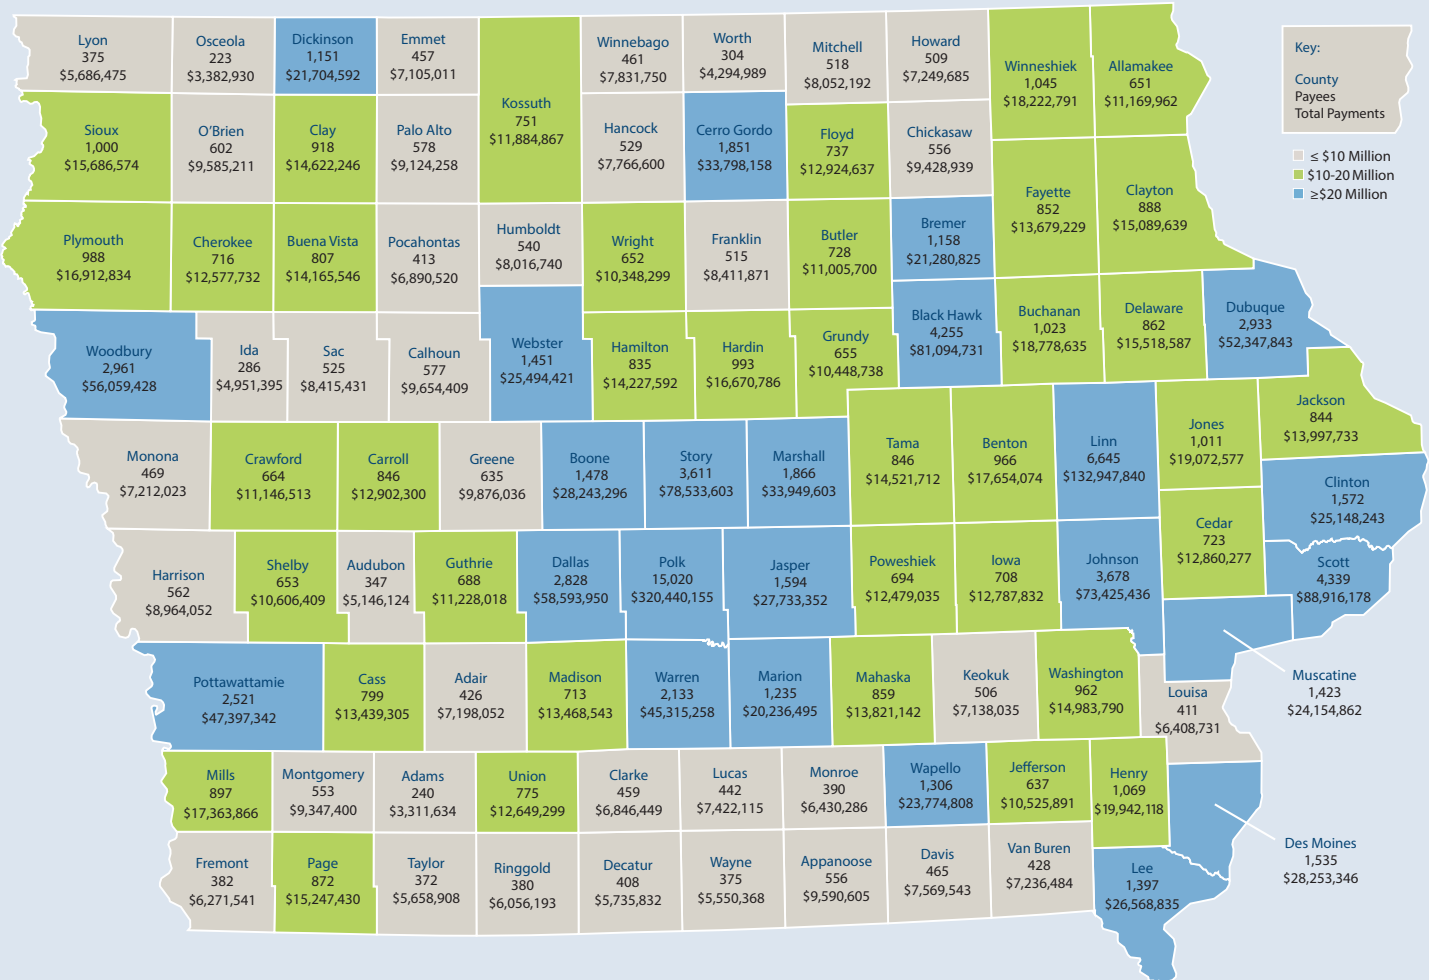 Lyon
375
$5,686,475
Osceola
223
$3,382,930
Dickinson
1,151
$21,704,592
Emmet
457
$7,105,011
Kossuth
751
$11,884,867
Winnebago
461
$7,831,750
Worth
304
$4,294,989
Mitchell
518
$8,052,192
Howard
509
$7,249,685
Winneshiek
1,045
$18,222,791
Allamakee
651
$11,169,962
Key:
County
Payees
Total Payments
≤ $10 Million
$10-20 Million
≥$20 Million
Sioux
1,000
$15,686,574
O'Brien
602
$9,585,211
Clay
918
$14,622,246
Palo Alto
578
$9,124,258
Hancock
529
$7,766,600
Cerro Gordo
1,851
$33,798,158
Floyd
737
$12,924,637
Chickasaw
556
$9,428,939
Fayette
852
$13,679,229
Clayton
888
$15,089,639
Plymouth
988
$16,912,834
Cherokee
716
$12,577,732
Buena Vista
807
$14,165,546
Pocahontas
413
$6,890,520
Humboldt
540
$8,016,740
Wright
652
$10,348,299
Franklin
515
$8,411,871
Butler
728
$11,005,700
Bremer
1,158
$21,280,825
Woodbury
2,961
$56,059,428
Ida
286
$4,951,395
Sac
525
$8,415,431
Calhoun
577
$9,654,409
Webster
1,451
$25,494,421
Hamilton
835
$14,227,592
Hardin
993
$16,670,786
Grundy
655
$10,448,738
Black Hawk
4,255
$81,094,731
Buchanan
1,023
$18,778,635
Delaware
862
$15,518,587
Dubuque
2,933
$52,347,843
Monona
469
$7,212,023
Crawford
664
$11,146,513
Carroll
846
$12,902,300
Greene
635
$9,876,036
Boone
1,478
$28,243,296
Story
3,611
$78,533,603
Marshall
1,866
$33,949,603
Tama
846
$14,521,712
Benton
966
$17,654,074
Linn
6,645
$132,947,840
Jones
1,011
$19,072,577
Jackson
844
$13,997,733
Clinton
1,572
$25,148,243
Cedar
723
$12,860,277
Harrison
562
$8,964,052
Shelby
653
$10,606,409
Audubon
347
$5,146,124
Guthrie
688
$11,228,018
Dallas
2,828
$58,593,950
Polk
15,020
$320,440,155
Jasper
1,594
$27,733,352
Poweshiek
694
$12,479,035
Iowa
708
$12,787,832
Johnson
3,678
$73,425,436
Scott
4,339
$88,916,178
Muscatine
1,423
$24,154,862
Pottawattamie
2,521
$47,397,342
Cass
799
$13,439,305
Adair
426
$7,198,052
Madison
713
$13,468,543
Warren
2,133
$45,315,258
Marion
1,235
$20,236,495
Mahaska
859
$13,821,142
Keokuk
506
$7,138,035
Washington
962
$14,983,790
Louisa
411
$6,408,731
Mills
897
$17,363,866
Montgomery
553
$9,347,400
Adams
240
$3,311,634
Union
775
$12,649,299
Clarke
459
$6,846,449
Lucas
442
$7,422,115
Monroe
390
$6,430,286
Wapello
1,306
$23,774,808
Jefferson
637
$10,525,891
Henry
1,069
$19,942,118
Des Moines
1,535
$28,253,346
Fremont
382
$6,271,541
Page
872
$15,247,430
Taylor
372
$5,658,908
Ringgold
380
$6,056,193
Decatur
408
$5,735,832
Wayne
375
$5,550,368
Appanoose
556
$9,590,605
Davis
465
$7,569,543
Van Buren
428
$7,236,484
Lee
1,397
$26,568,835